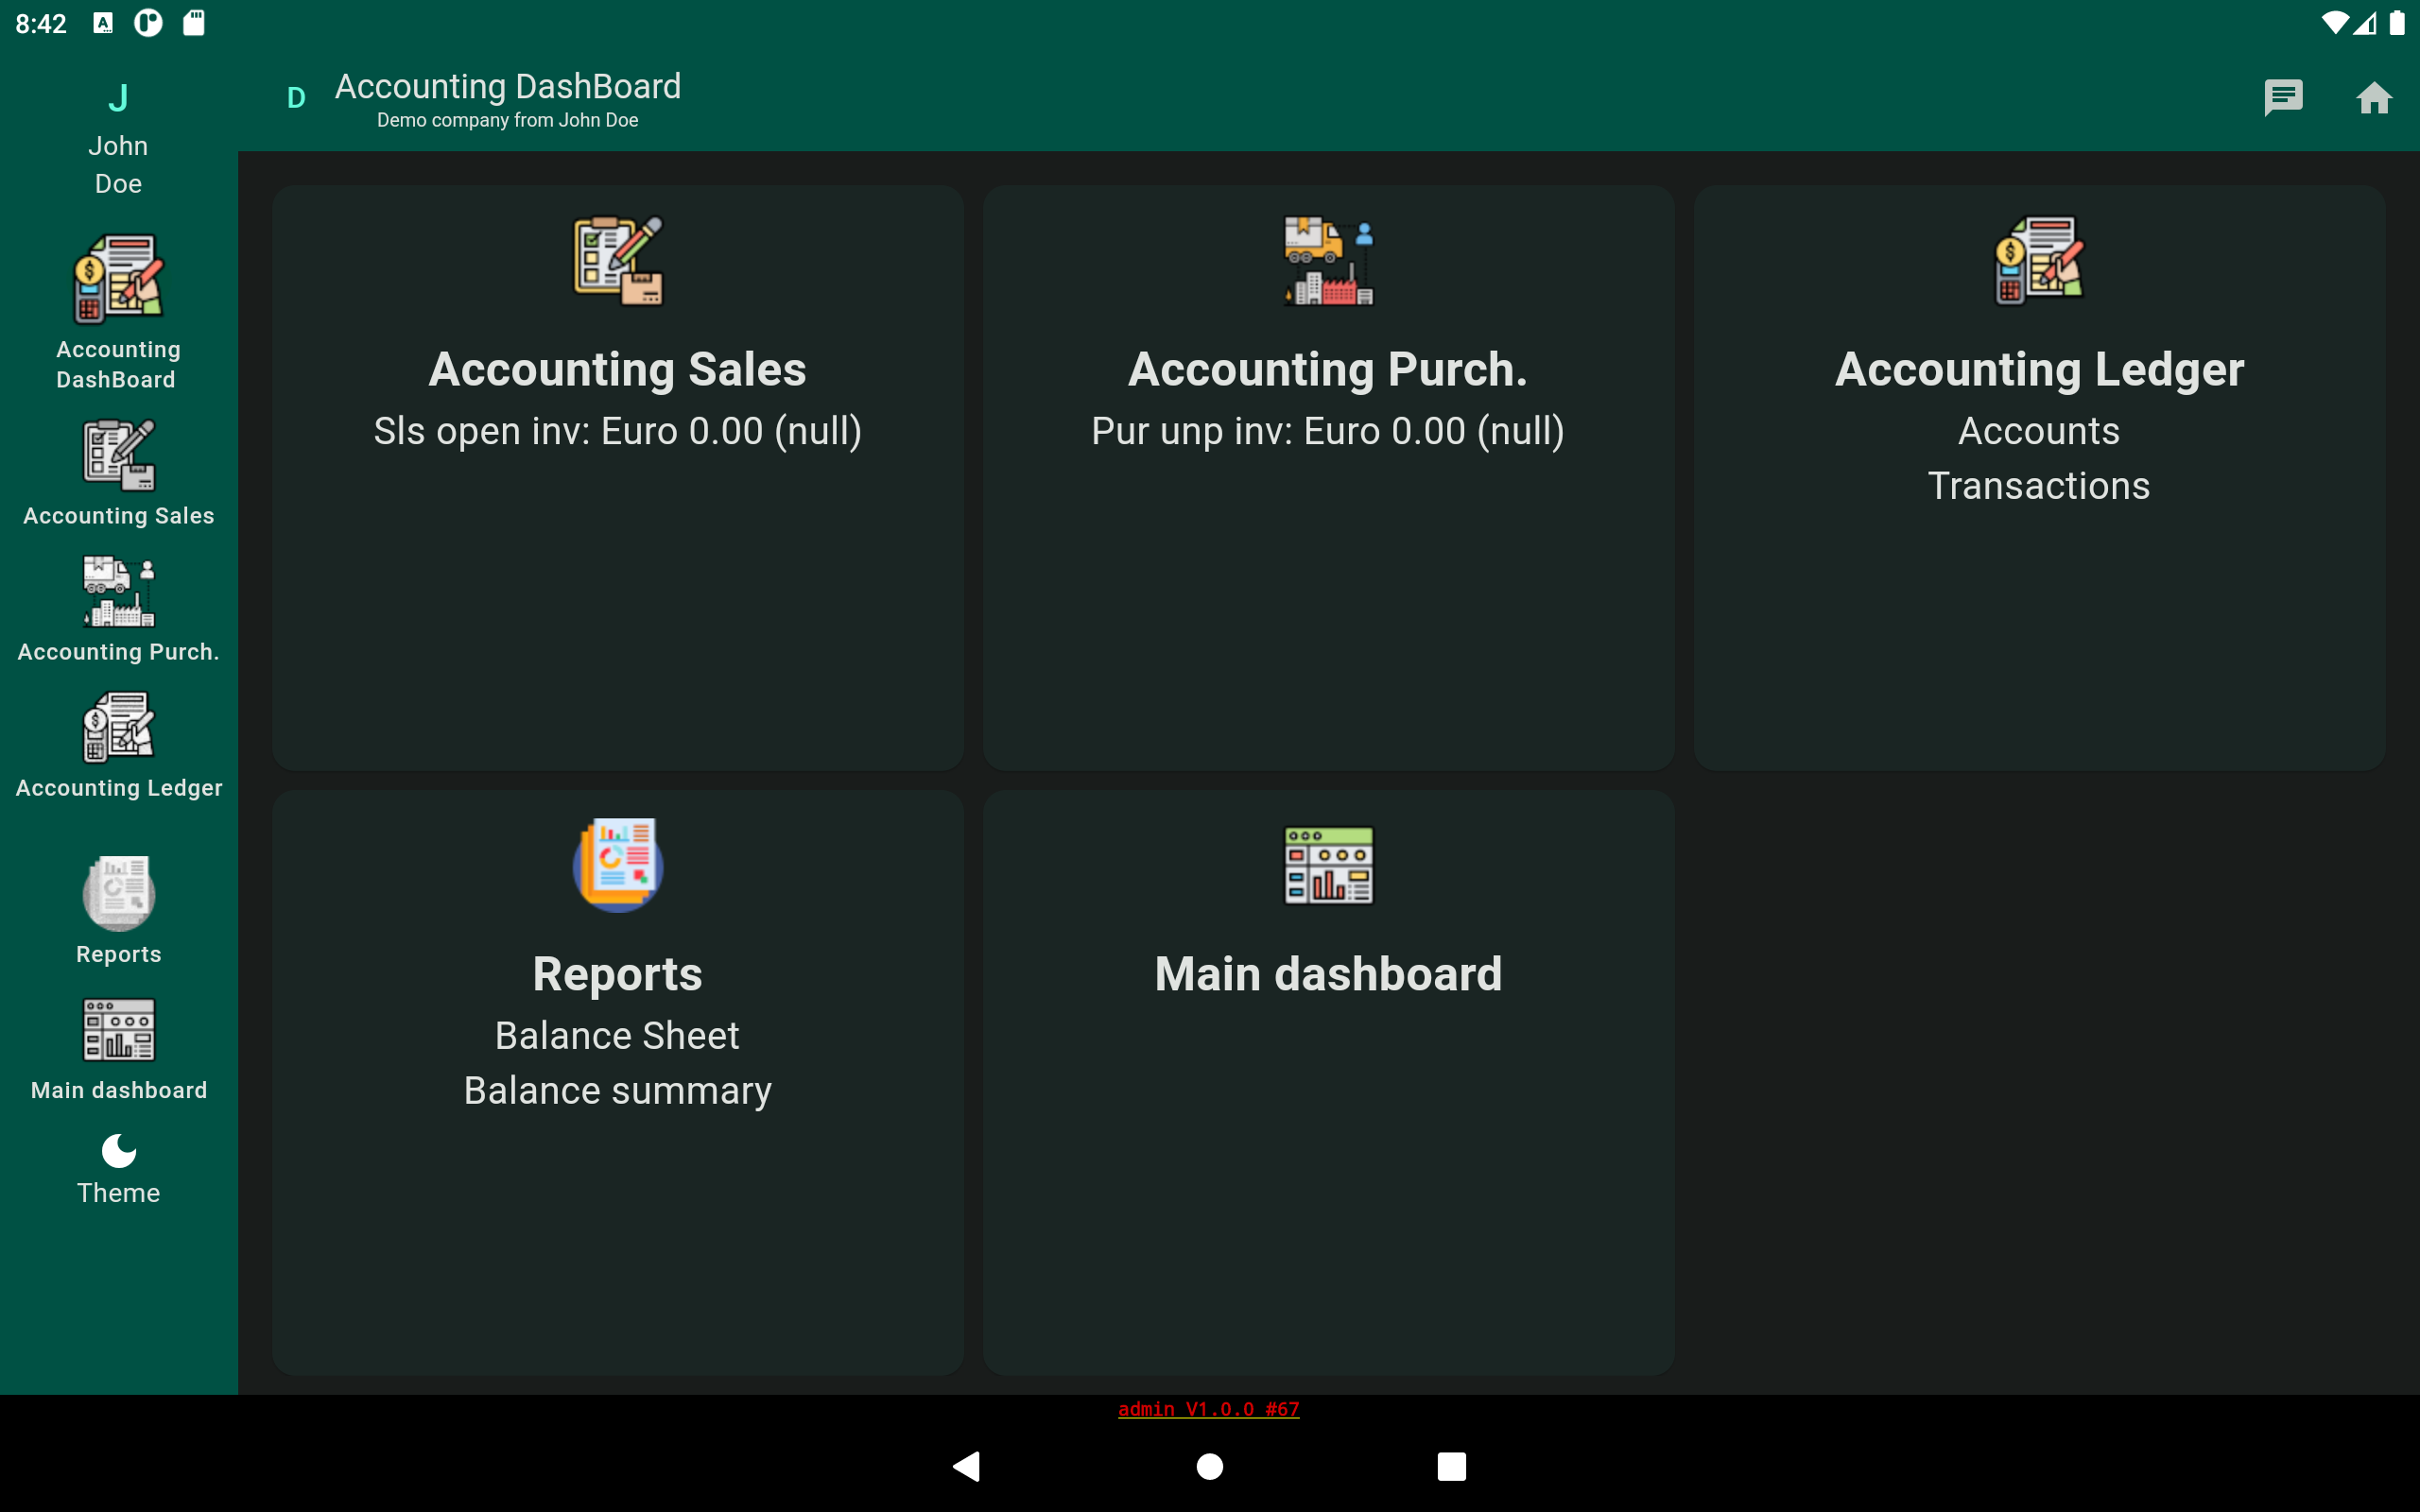 8:42
J
John
Doe
Accounting
DashBoard
Accounting Sales
Accounting Purch.
Accounting Ledger
Reports
Main dashboard
Theme
D
Accounting DashBoard
Demo company from John Doe
Accounting Sales
Sls open inv: Euro 0.00 (null)
Accounting Purch.
Pur unp inv: Euro 0.00 (null)
Accounting Ledger
Accounts
Transactions
Reports
Balance Sheet
Balance summary
Main dashboard
admin V1.0.0 #67